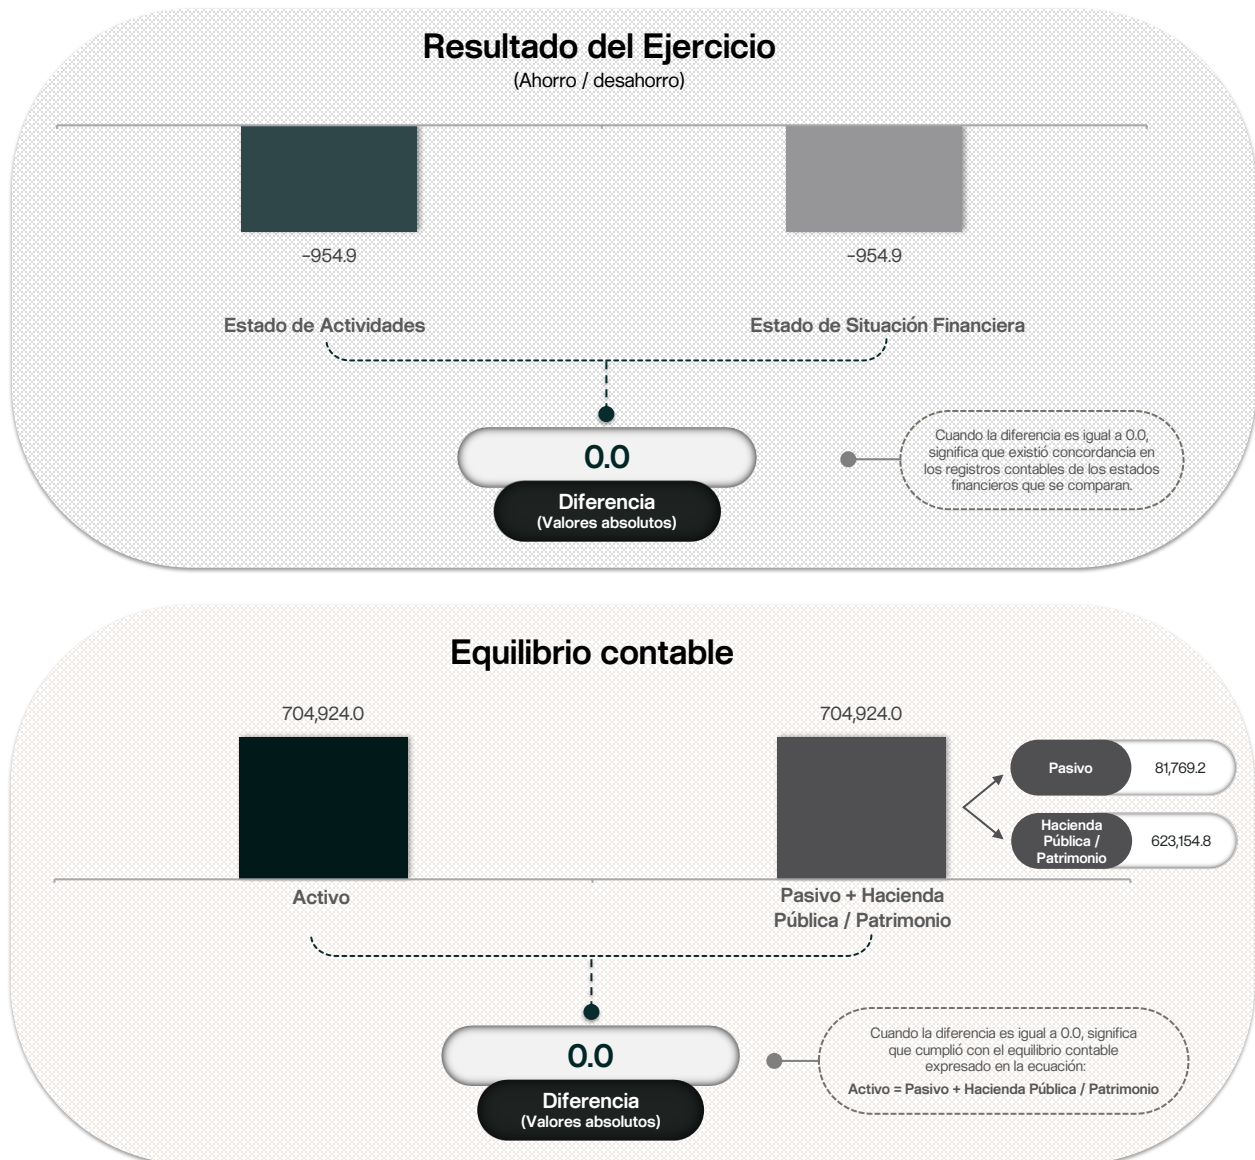 Resultado del Ejercicio
(Ahorro / desahorro)
-954.9
-954.9
Estado de Actividades
Estado de Situación Financiera
0.0
Diferencia
(Valores absolutos)
Cuando la diferencia es igual a 0.0,
significa que existió concordancia en
los registros contables de los estados
financieros que se comparan.
Equilibrio contable
704,924.0
704,924.0
Pasivo
81,769.2
Hacienda
Pública /
Patrimonio
623,154.8
Activo
Pasivo + Hacienda
Pública / Patrimonio
0.0
Diferencia
(Valores absolutos)
Cuando la diferencia es igual a 0.0, significa
que cumplió con el equilibrio contable
expresado en la ecuación:
Activo = Pasivo + Hacienda Pública / Patrimonio